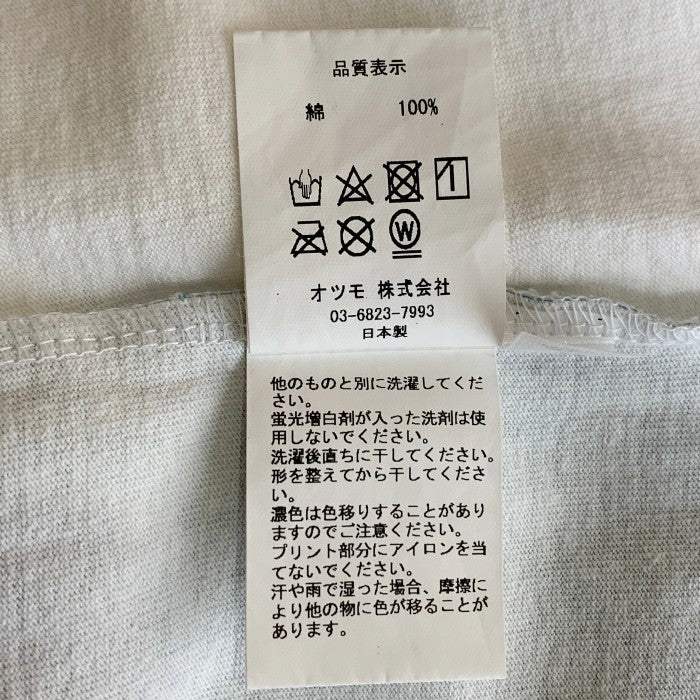 品質表示
綿 100%
W
オツモ 株式会社
03-6823-7993
日本製
他のものと別に洗濯してくだ
さい。
蛍光増白剤が入った洗剤は使
用しないでください。
洗濯後直ちに干してください。
形を整えてから干してくださ
い。
濃色は色移りすることがあり
ますのでご注意ください。
プリント部分にアイロンを当
てないでください。
汗や雨で湿った場合、摩擦に
より他の物に色が移ることが
あります。